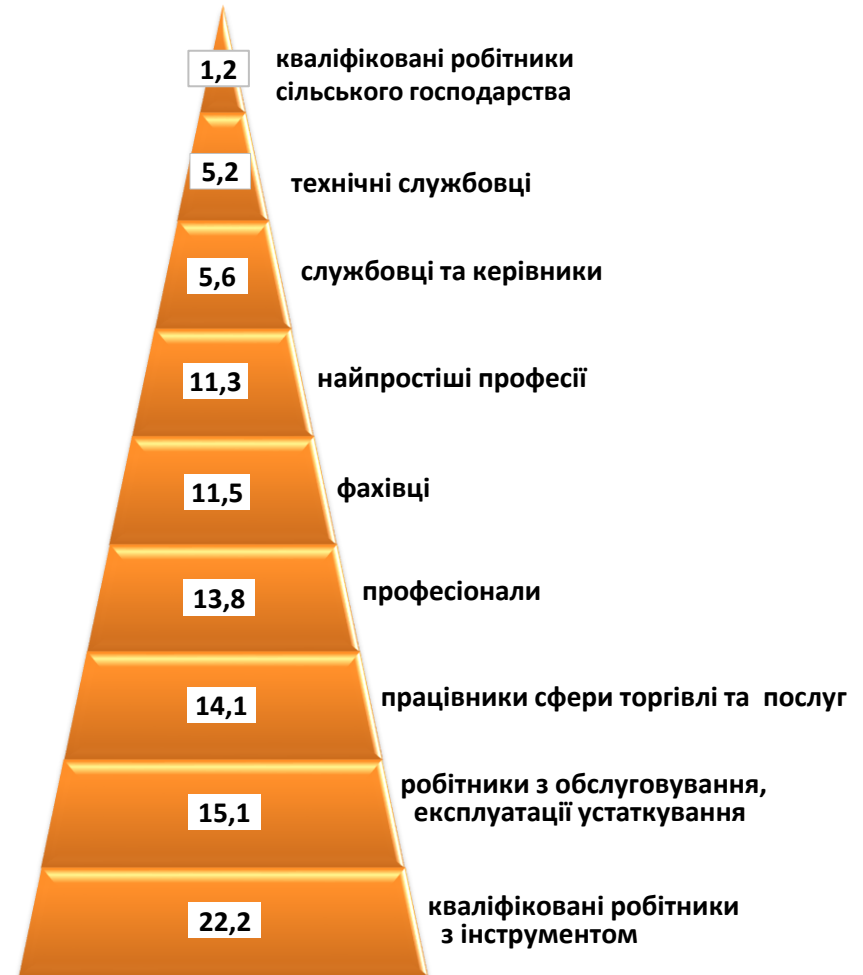 1,2
кваліфіковані робітники
сільського господарства
5,2
технічні службовці
5,6
службовці та керівники
11,3
найпростіші професії
11,5
фахівці
13,8
професіонали
14,1
працівники сфери торгівлі та послуг
15,1
робітники з обслуговування,
експлуатації устаткування
22,2
кваліфіковані робітники
з інструментом